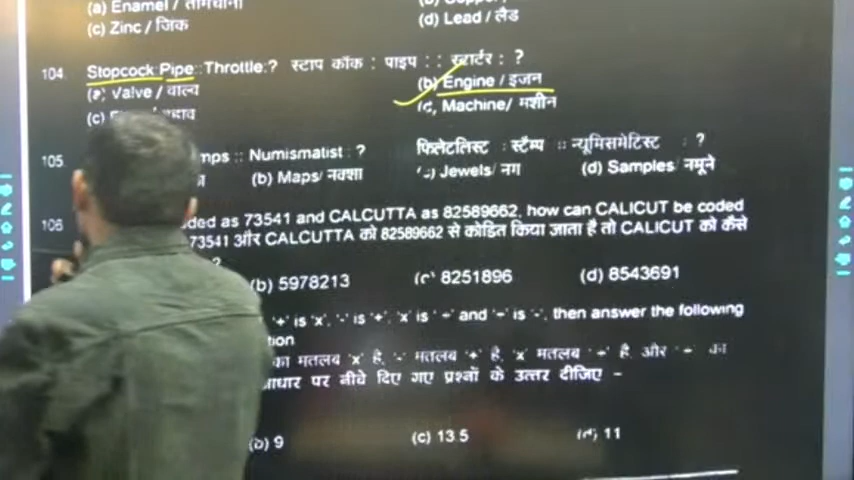 (a) Enamel / तामचीनी
(c) Zinc / जिंक
(d) Lead / लैड
104. Stopcock Pipe :: Throttle:? स्टाप कॉक : पाइप : : स्टार्टर : ?
(a) Valve / वाल्व
(b) Engine / इंजन
(d) Machine/ मशीन
105. mps :: Numismatist : ? फिलेटलिस्ट : स्टैम्प :: न्यूमिसमेटिस्ट : ?
(b) Maps/ नक्शा
(c) Jewels/ नग
(d) Samples/ नमूने
106 ded as 73541 and CALCUTTA as 82589662, how can CALICUT be coded
73541 और CALCUTTA को 82589662 से कोडित किया जाता है तो CALICUT को कैसे
?
(b) 5978213
(c) 8251896
(d) 8543691
is 'x', '-' is '+', 'x' is and is '-', then answer the following
tion
का मतलब 'x' है, '-' मतलब '+' है, 'x' मतलब है, और का
आधार पर नीचे दिए गए प्रश्नों के उत्तर दीजिए -
(b) 9
(c) 13.5
(d) 11